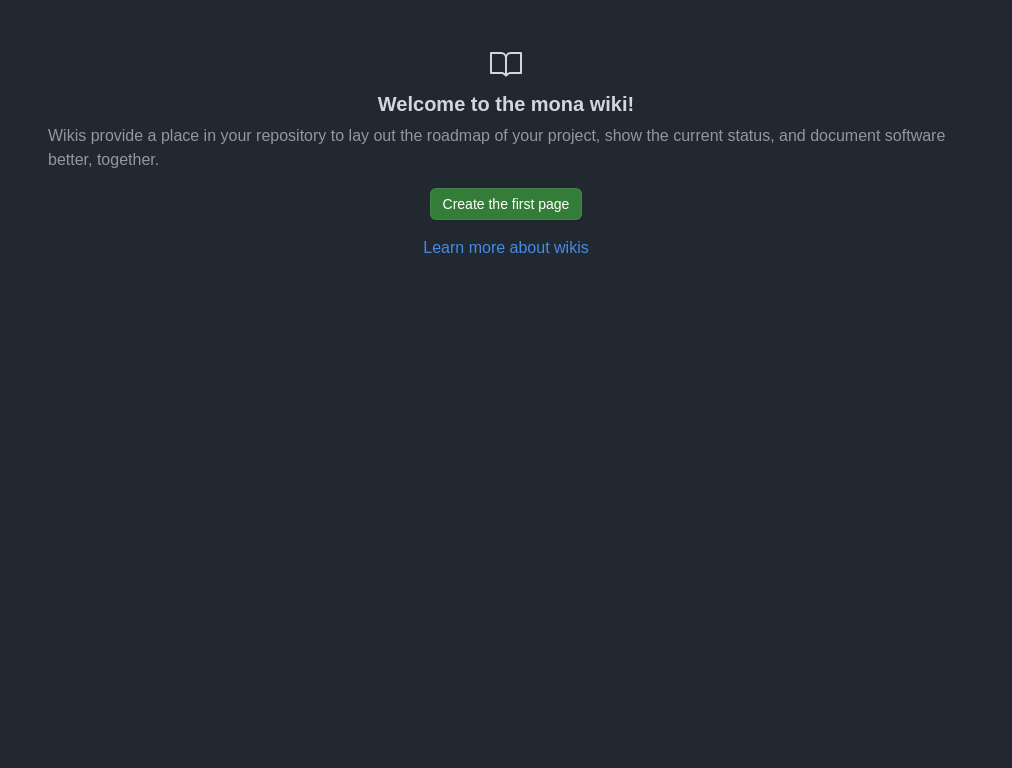 Welcome to the mona wiki!
Wikis provide a place in your repository to lay out the roadmap of your project, show the current status, and document software
better, together.
Create the first page
Learn more about wikis